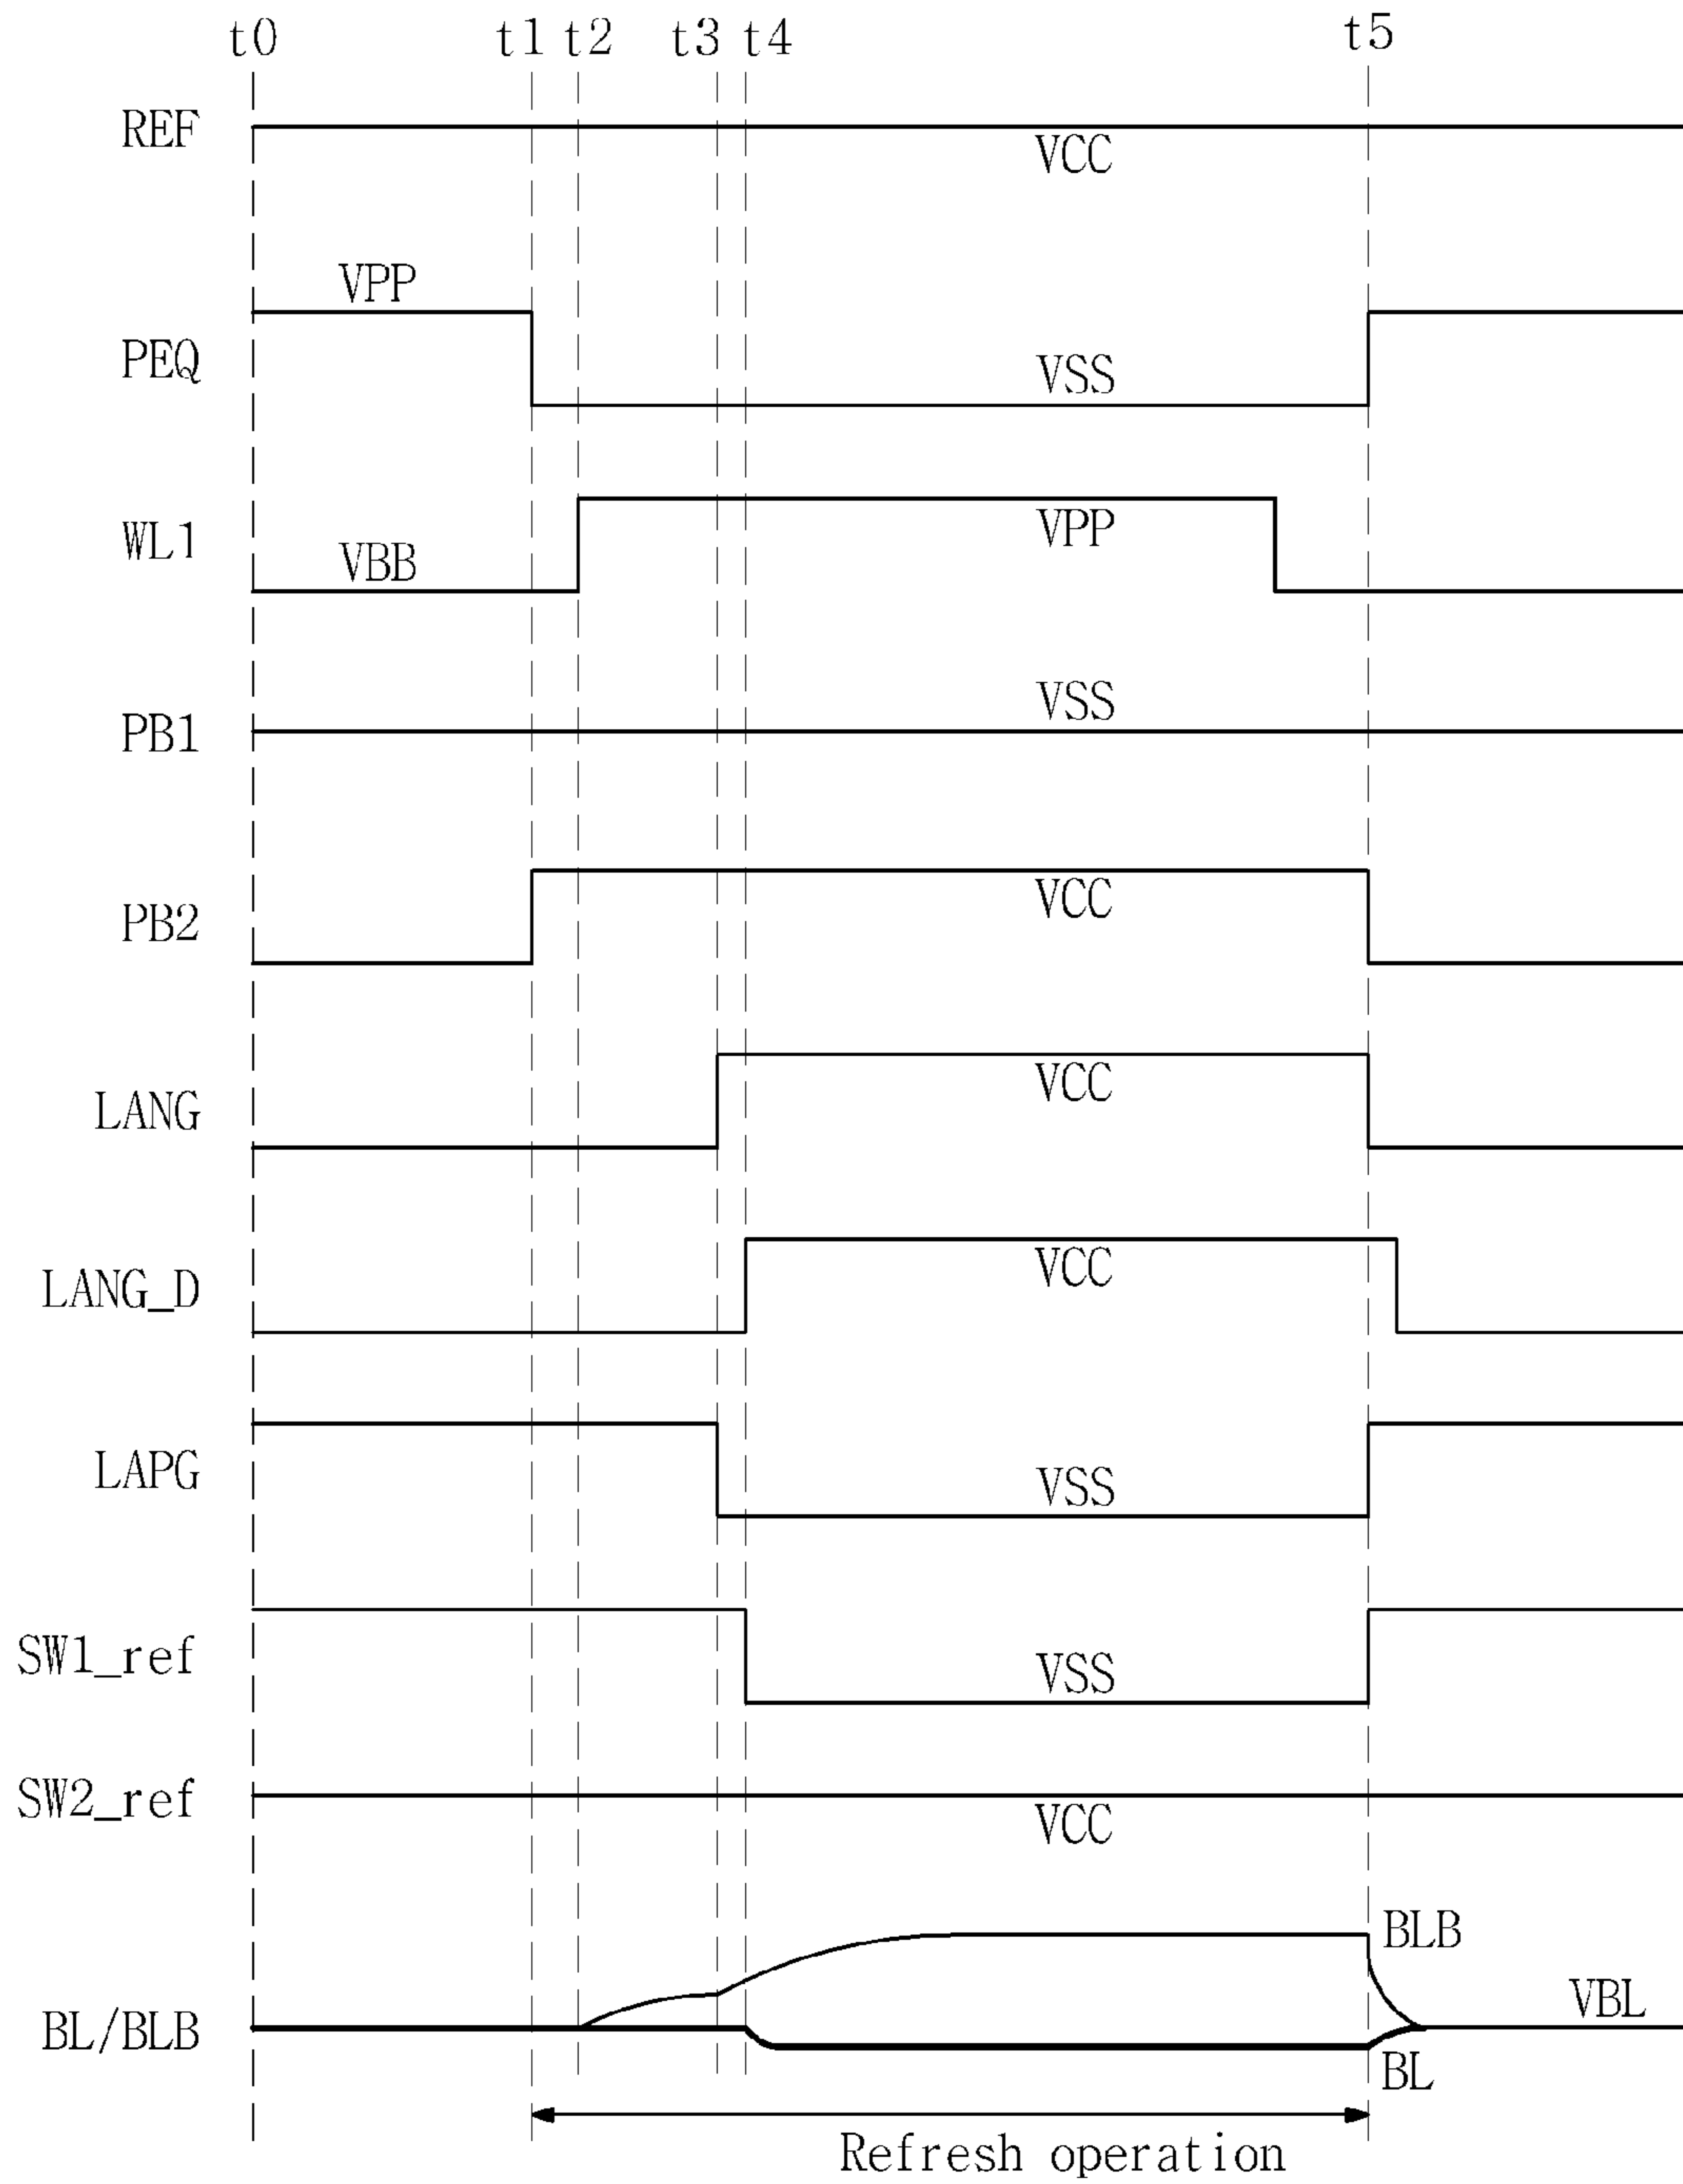 t0 t1 t2 t3 t4 t5
REF VCC
VPP
PEQ VSS
WL1 VBB VPP
PB1 VSS
PB2 VCC
LANG VCC
LANG_D VCC
LAPG VSS
SW1_ref VSS
SW2_ref VCC
BLB
BL/BLB VBL
BL
Refresh operation